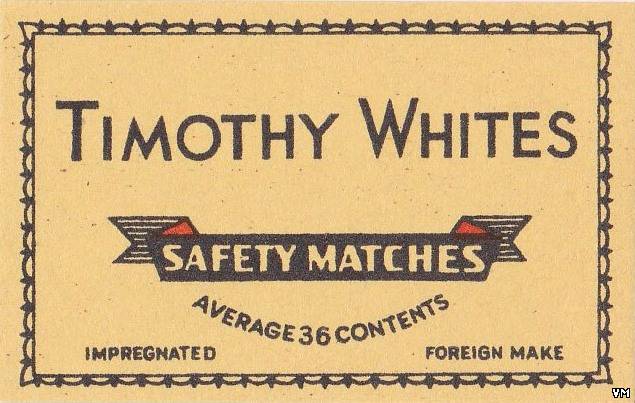 TIMOTHY WHITES
SAFETY MATCHES
AVERAGE 36 CONTENTS
IMPREGNATED
FOREIGN MAKE
VM